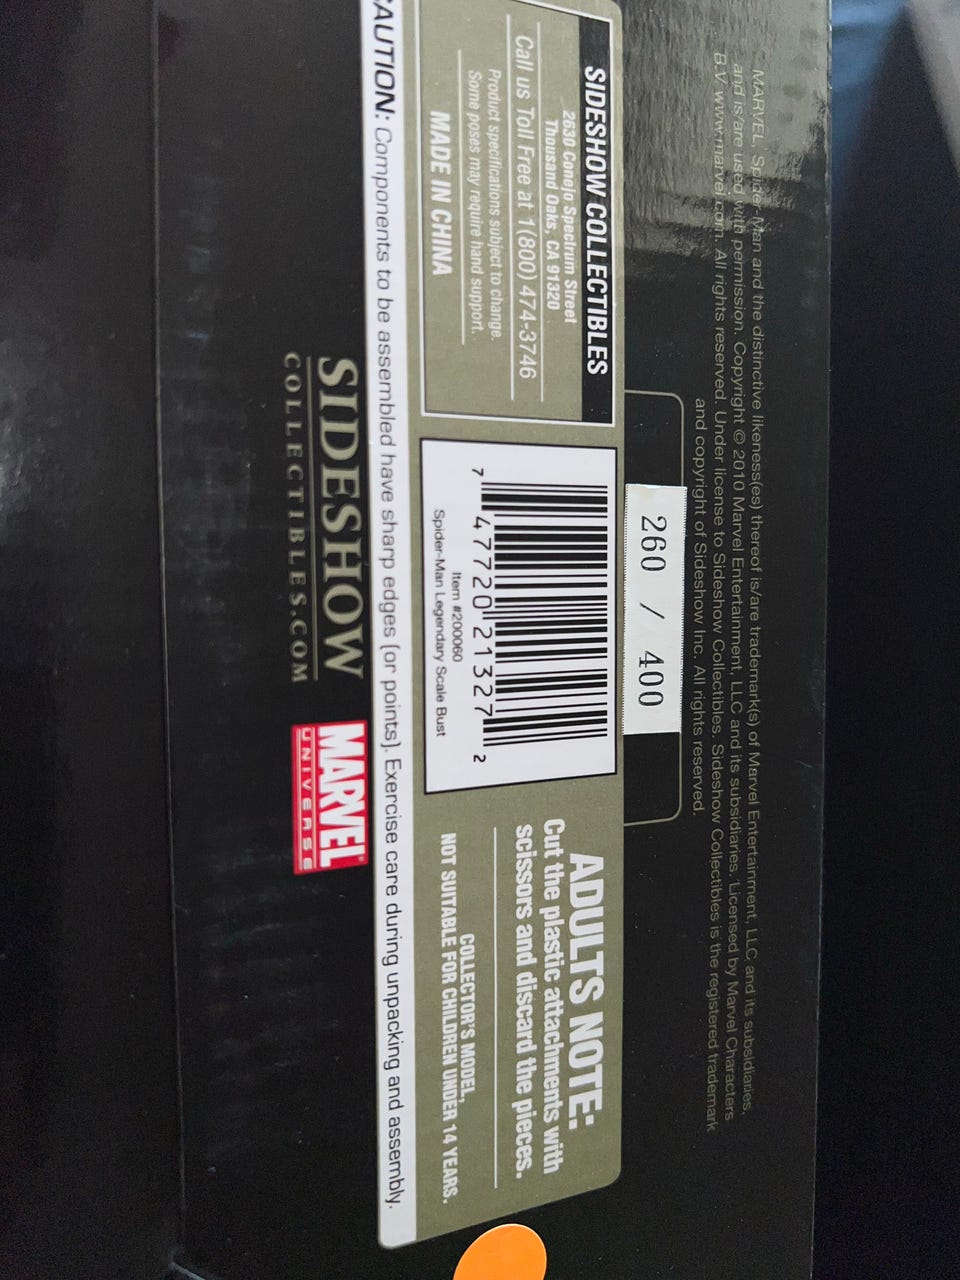 MARVEL, Spider-Man and the distinctive likeness(es) thereof is/are trademark(s) of Marvel Entertainment, LLC and its subsidiaries,
and is/are used with permission. Copyright © 2010 Marvel Entertainment, LLC and its subsidiaries. Licensed by Marvel Characters
B.V. www.marvel.com. All rights reserved. Under license to Sideshow Collectibles. Sideshow Collectibles is the registered trademark
and copyright of Sideshow Inc. All rights reserved.
260 / 400
SIDESHOW COLLECTIBLES
2630 Conejo Spectrum Street
Thousand Oaks, CA 91320
Call us Toll Free at 1(800) 474-3746
Product specifications subject to change.
Some poses may require hand support.
MADE IN CHINA
7 47720 21327 2
Item #200060
Spider-Man Legendary Scale Bust
ADULTS NOTE:
Cut the plastic attachments with
scissors and discard the pieces.
COLLECTOR'S MODEL,
NOT SUITABLE FOR CHILDREN UNDER 14 YEARS.
CAUTION: Components to be assembled have sharp edges (or points). Exercise care during unpacking and assembly.
SIDESHOW
COLLECTIBLES.COM
MARVEL
UNIVERSE